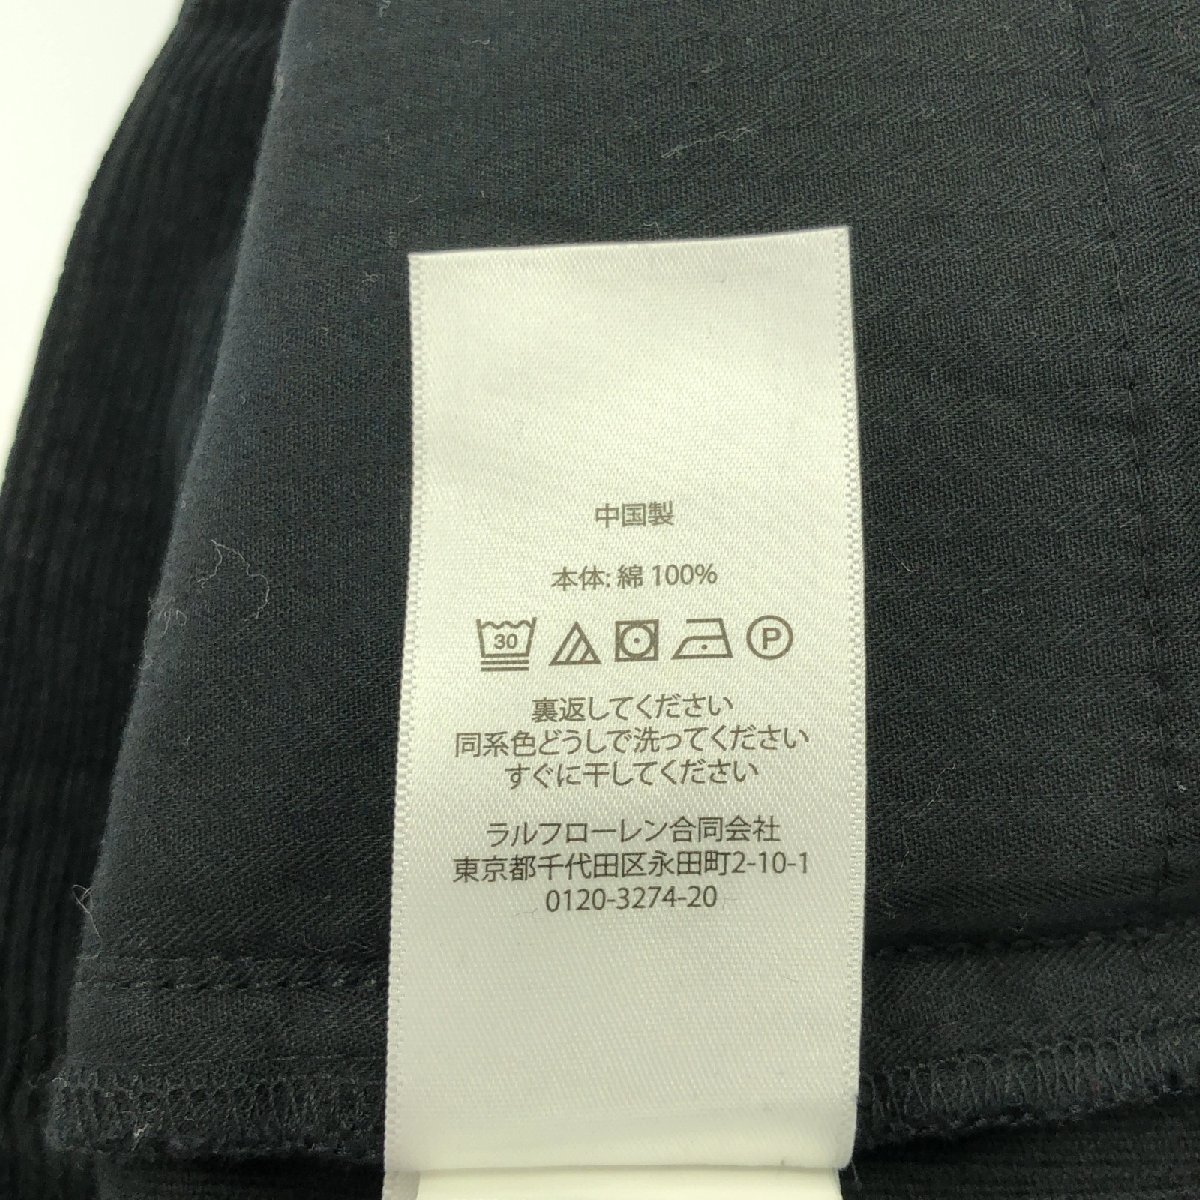 中国製
本体: 綿 100%
30 P
裏返してください
同系色どうしで洗ってください
すぐに干してください
ラルフローレン合同会社
東京都千代田区永田町2-10-1
0120-3274-20